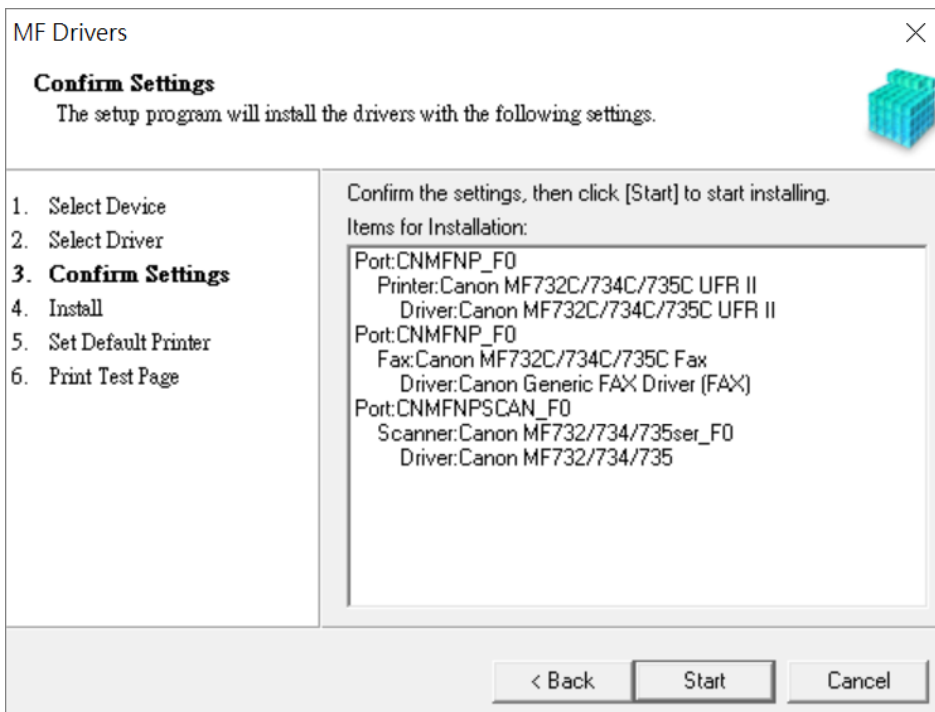 MF Drivers
Confirm Settings
The setup program will install the drivers with the following settings.
1. Select Device
2. Select Driver
3. Confirm Settings
4. Install
5. Set Default Printer
6. Print Test Page
Confirm the settings, then click [Start] to start installing.
Items for Installation:
Port:CNMFNP_F0
Printer:Canon MF732C/734C/735C UFR II
Driver:Canon MF732C/734C/735C UFR II
Port:CNMFNP_F0
Fax:Canon MF732C/734C/735C Fax
Driver:Canon Generic FAX Driver (FAX)
Port:CNMFNPSCAN_F0
Scanner:Canon MF732/734/735ser_F0
Driver:Canon MF732/734/735
< Back
Start
Cancel